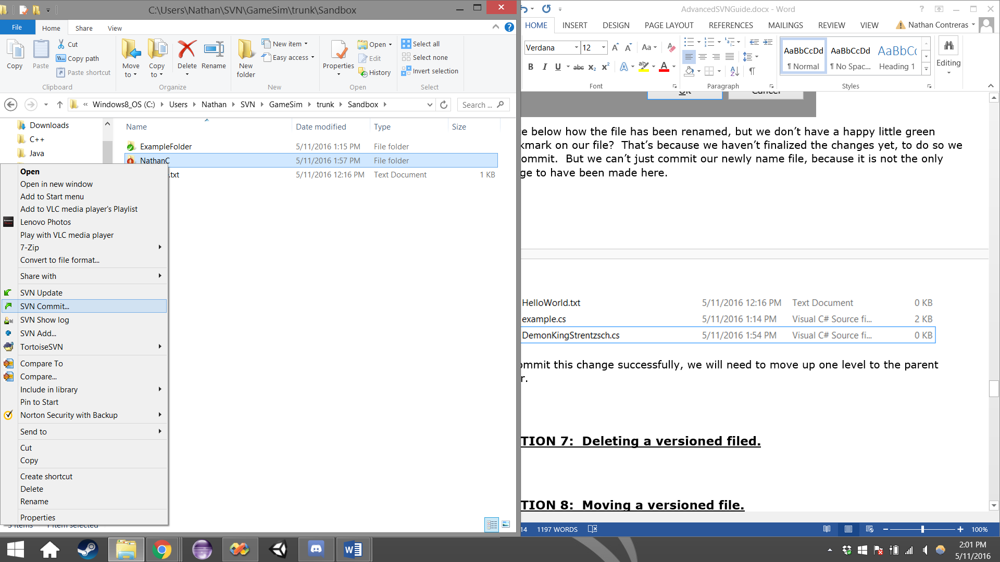 C:\Users\Nathan\SVN\GameSim\trunk\Sandbox
File Home Share View
Copy Paste Cut
Copy path
Paste shortcut
Move to Copy to Delete Rename
New folder
New item
Easy access
Properties
Open
Edit
History
Select all
Select none
Invert selection
Clipboard Organize New Open Select
« Windows8_OS (C:) Users Nathan SVN GameSim trunk Sandbox
Search ...
Downloads
C++
Java
Name Date modified Type Size
ExampleFolder 5/11/2016 1:15 PM File folder
NathanC 5/11/2016 1:57 PM File folder
.txt 5/11/2016 12:16 PM Text Document 1 KB
Open
Open in new window
Add to Start menu
Add to VLC media player's Playlist
Lenovo Photos
Play with VLC media player
7-Zip
Convert to file format...
Share with
SVN Update
SVN Commit...
SVN Show log
SVN Add...
TortoiseSVN
Compare To
Compare...
Include in library
Pin to Start
Norton Security with Backup
Send to
Cut
Copy
Create shortcut
Delete
Rename
Properties
1 item selected
AdvancedSVNGuide.docx - Word
HOME INSERT DESIGN PAGE LAYOUT REFERENCES MAILINGS REVIEW VIEW Nathan Contreras
Verdana 12
B I U abc X₂ X² A A
AaBbCcDd AaBbCcDd AaBbCc
¶ Normal ¶ No Spac... Heading 1
Editing
Font Paragraph Styles
OK Cancel
e below how the file has been renamed, but we don’t have a happy little green
kmark on our file? That’s because we haven’t finalized the changes yet, to do so we
ommit. But we can’t just commit our newly name file, because it is not the only
ge to have been made here.
HelloWorld.txt 5/11/2016 12:16 PM Text Document 0 KB
example.cs 5/11/2016 1:14 PM Visual C# Source fi... 2 KB
DemonKingStrentzsch.cs 5/11/2016 1:54 PM Visual C# Source fi... 0 KB
ommit this change successfully, we will need to move up one level to the parent
r.
TION 7: Deleting a versioned filed.
TION 8: Moving a versioned file.
14 1197 WORDS 100%
2:01 PM
5/11/2016